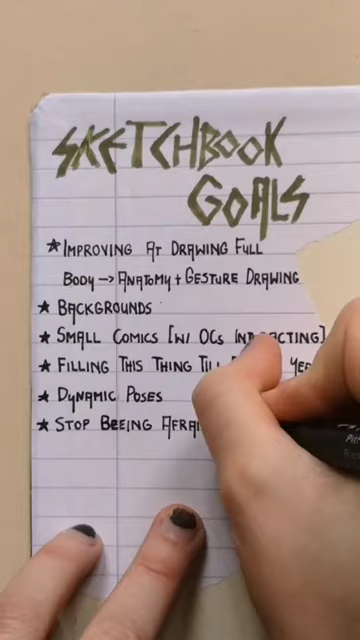 SKETCHBOOK
GOALS
★ IMPROVING AT DRAWING FULL
BODY → ANATOMY + GESTURE DRAWING
★ BACKGROUNDS
★ SMALL COMICS [W/ OCS INTERACTING]
★ FILLING THIS THING TILL
★ DYNAMIC POSES
★ STOP BEEING